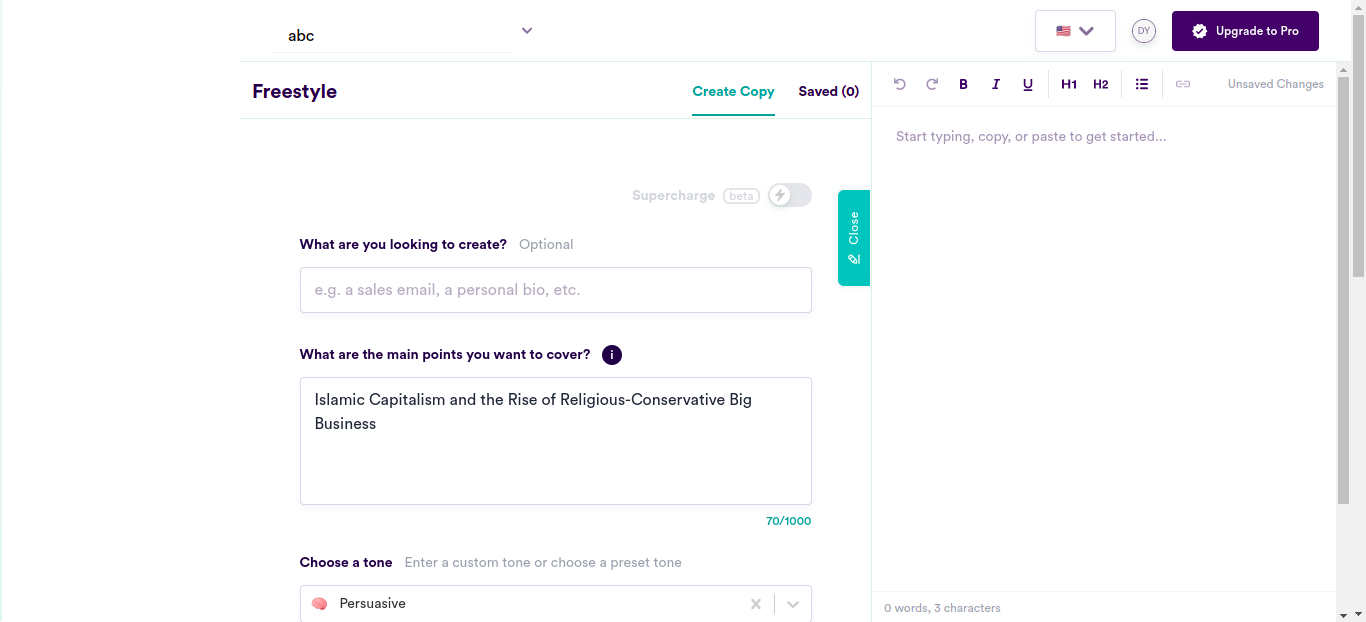 abc
DY
Upgrade to Pro
Freestyle
Create Copy
Saved (0)
B I U H1 H2
Unsaved Changes
Start typing, copy, or paste to get started...
Supercharge beta
Close
What are you looking to create? Optional
e.g. a sales email, a personal bio, etc.
What are the main points you want to cover? i
Islamic Capitalism and the Rise of Religious-Conservative Big
Business
70/1000
Choose a tone Enter a custom tone or choose a preset tone
Persuasive
0 words, 3 characters